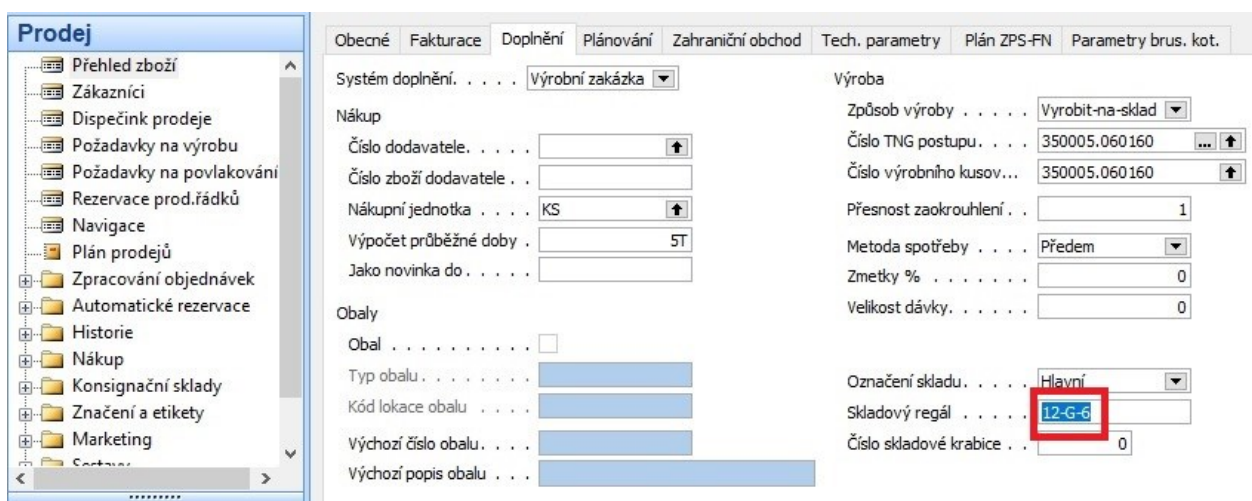 Prodej
Přehled zboží
Zákazníci
Dispečink prodeje
Požadavky na výrobu
Požadavky na povlakování
Rezervace prod.řádků
Navigace
Plán prodejů
Zpracování objednávek
Automatické rezervace
Historie
Nákup
Konsignační sklady
Značení a etikety
Marketing
Sestavy
Obecné Fakturace Doplnění Plánování Zahraniční obchod Tech. parametry Plán ZPS-FN Parametry brus. kot.
Systém doplnění. . . . . . Výrobní zakázka
Nákup
Číslo dodavatele. . . . . .
Číslo zboží dodavatele . .
Nákupní jednotka . . . . KS
Výpočet průběžné doby . 5T
Jako novinka do . . . . .
Obaly
Obal . . . . . . . . . .
Typ obalu. . . . . . . .
Kód lokace obalu . . . .
Výchozí číslo obalu. . . .
Výchozí popis obalu . . .
Výroba
Způsob výroby . . . . . Vyrobit-na-sklad
Číslo TNG postupu. . . . 350005.060160 ...
Číslo výrobního kusov... 350005.060160
Přesnost zaokrouhlení . . 1
Metoda spotřeby . . . . Předem
Zmetky % . . . . . . . 0
Velikost dávky. . . . . . 0
Označení skladu. . . . . Hlavní
Skladový regál . . . . . 12-G-6
Číslo skladové krabice . . 0